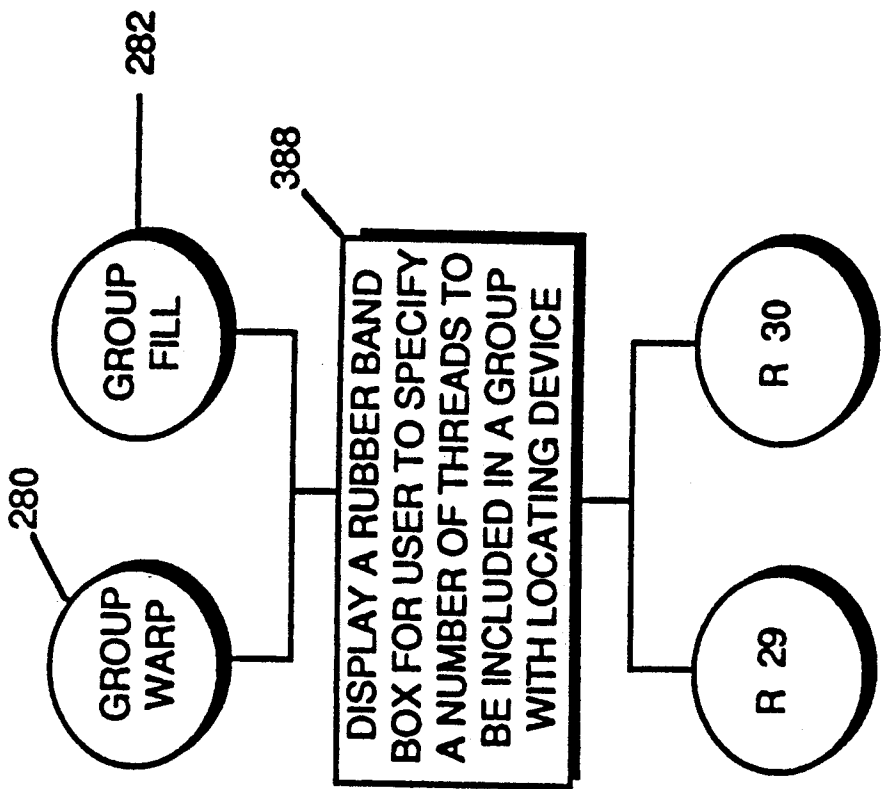 280
GROUP
WARP
282
GROUP
FILL
388
DISPLAY A RUBBER BAND
BOX FOR USER TO SPECIFY
A NUMBER OF THREADS TO
BE INCLUDED IN A GROUP
WITH LOCATING DEVICE
R 29
R 30